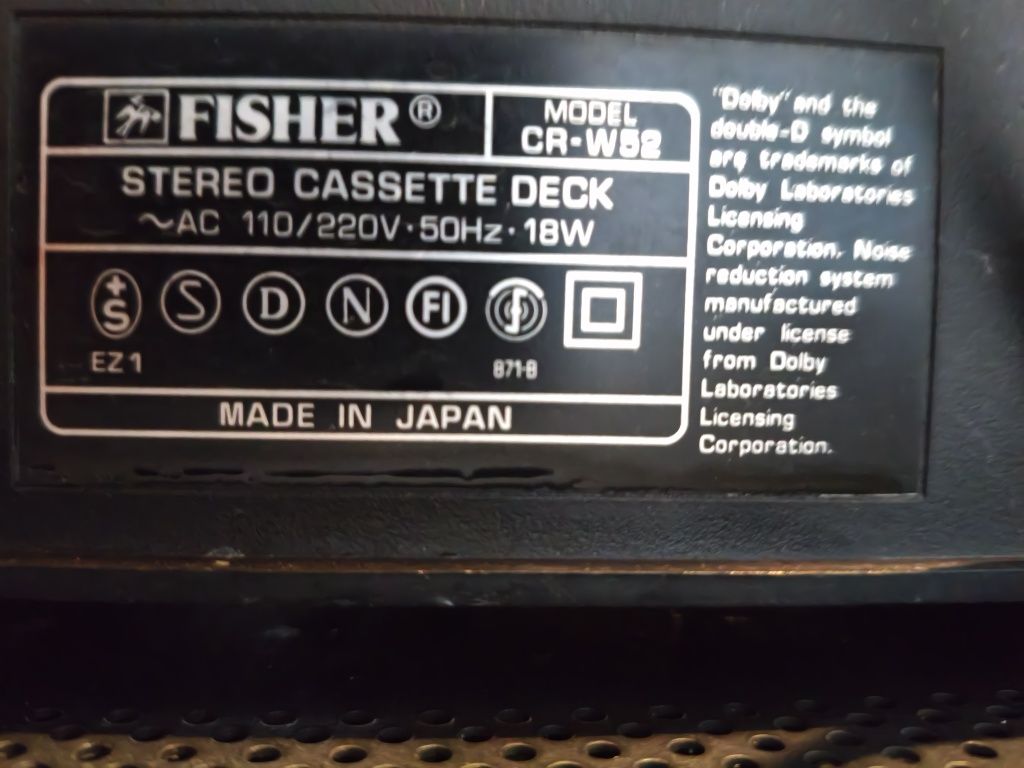 FISHER®
MODEL
CR-W52
STEREO CASSETTE DECK
~AC 110/220V·50Hz·18W
+S S D N FI
EZ1
871-B
MADE IN JAPAN
"Dolby" and the
double-D symbol
are trademarks of
Dolby Laboratories
Licensing
Corporation. Noise
reduction system
manufactured
under license
from Dolby
Laboratories
Licensing
Corporation.